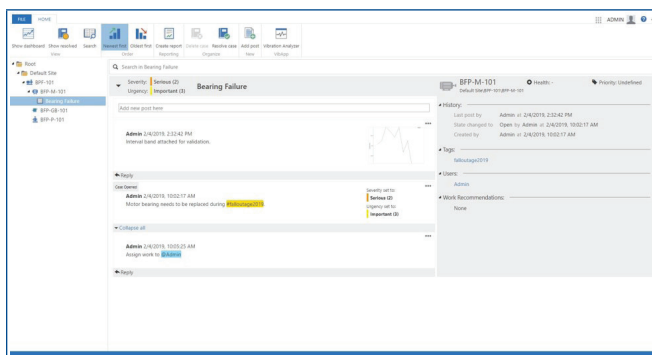 FILE HOME ADMIN
Show dashboard Show resolved Search Newest first Oldest first Create report Delete case Resolve case Add post Vibration Analyzer
View Order Reporting Organize New VibApp
Root
Default Site
BFP-101
BFP-M-101
Bearing Failure
BFP-GB-101
BFP-P-101
Search in Bearing Failure
Severity: Serious (2)
Urgency: Important (3)
Bearing Failure
Add new post here
Admin 2/4/2019, 2:32:42 PM
Interval band attached for validation.
Reply
Case Opened
Admin 2/4/2019, 10:02:17 AM
Motor bearing needs to be replaced during #falloutage2019.
Severity set to:
Serious (2)
Urgency set to:
Important (3)
Collapse all
Admin 2/4/2019, 10:05:25 AM
Assign work to @Admin
Reply
BFP-M-101 Health: - Priority: Undefined
Default Site,BFP-101,BFP-M-101
History:
Last post by Admin at 2/4/2019, 2:32:42 PM
State changed to Open by Admin at 2/4/2019, 10:02:17 AM
Created by Admin at 2/4/2019, 10:02:17 AM
Tags:
falloutage2019
Users:
Admin
Work Recommendations:
None